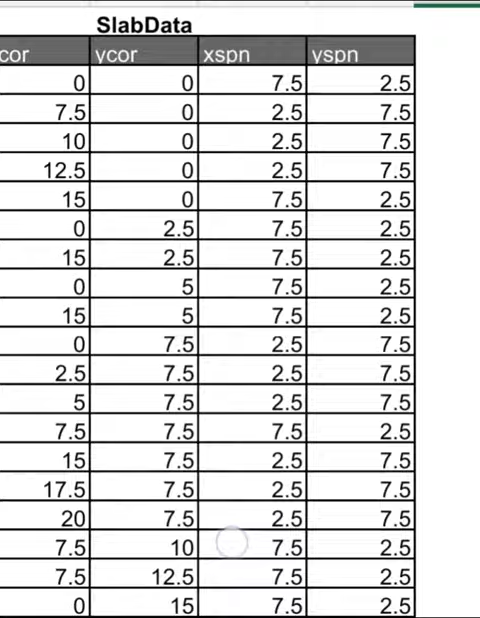 SlabData
cor ycor xspn yspn
0 0 7.5 2.5
7.5 0 2.5 7.5
10 0 2.5 7.5
12.5 0 2.5 7.5
15 0 7.5 2.5
0 2.5 7.5 2.5
15 2.5 7.5 2.5
0 5 7.5 2.5
15 5 7.5 2.5
0 7.5 2.5 7.5
2.5 7.5 2.5 7.5
5 7.5 2.5 7.5
7.5 7.5 7.5 2.5
15 7.5 2.5 7.5
17.5 7.5 2.5 7.5
20 7.5 2.5 7.5
7.5 10 7.5 2.5
7.5 12.5 7.5 2.5
0 15 7.5 2.5